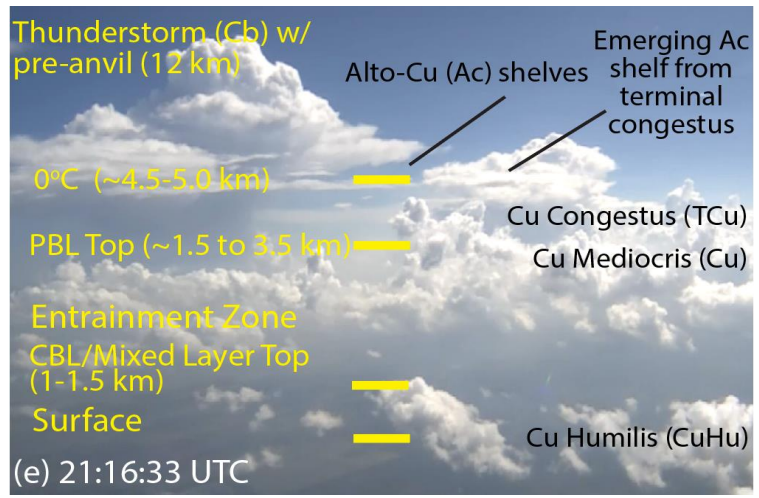 Thunderstorm (Cb) w/
pre-anvil (12 km)
Emerging Ac
shelf from
terminal
congestus
Alto-Cu (Ac) shelves
0ºC (~4.5-5.0 km)
Cu Congestus (TCu)
PBL Top (~1.5 to 3.5 km)
Cu Mediocris (Cu)
Entrainment Zone
CBL/Mixed Layer Top
(1-1.5 km)
Surface
Cu Humilis (CuHu)
(e) 21:16:33 UTC